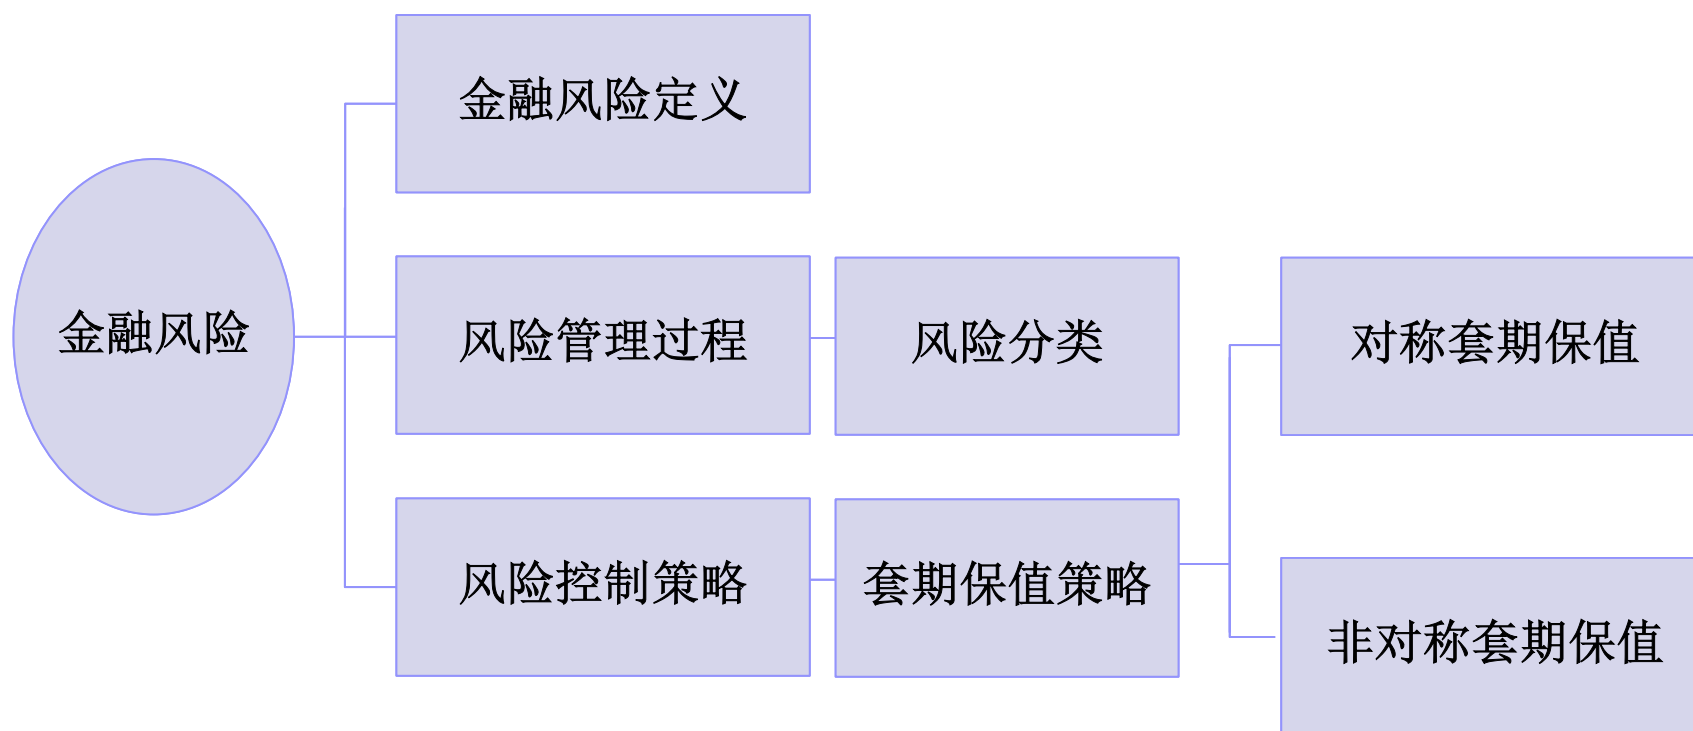 金融风险
金融风险定义
风险管理过程
风险分类
风险控制策略
套期保值策略
对称套期保值
非对称套期保值